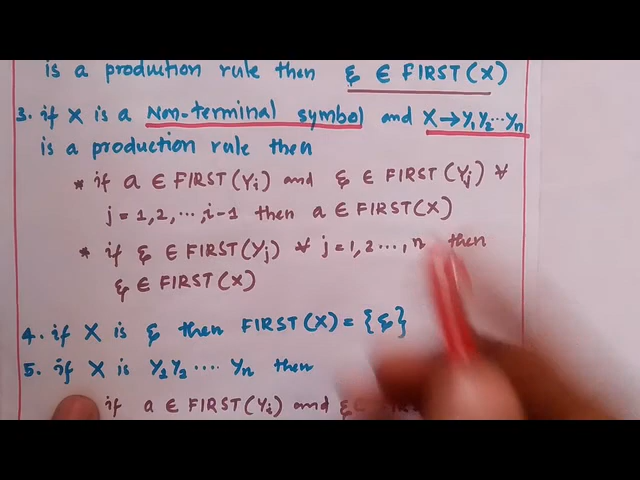 is a production rule then ξ ∈ FIRST(X)
3. if X is a Non-terminal symbol and X→Y₁Y₂⋯Yₙ
is a production rule then
* if a ∈ FIRST(Yᵢ) and ξ ∈ FIRST(Yⱼ) ∀
j = 1,2,⋯,i-1 then a ∈ FIRST(X)
* if ξ ∈ FIRST(Yⱼ) ∀ j=1,2⋯,n then
ξ ∈ FIRST(X)
4. if X is ξ then FIRST(X) = {ξ}
5. if X is Y₁Y₂⋯⋅Yₙ then
if a ∈ FIRST(Yᵢ) and ξ